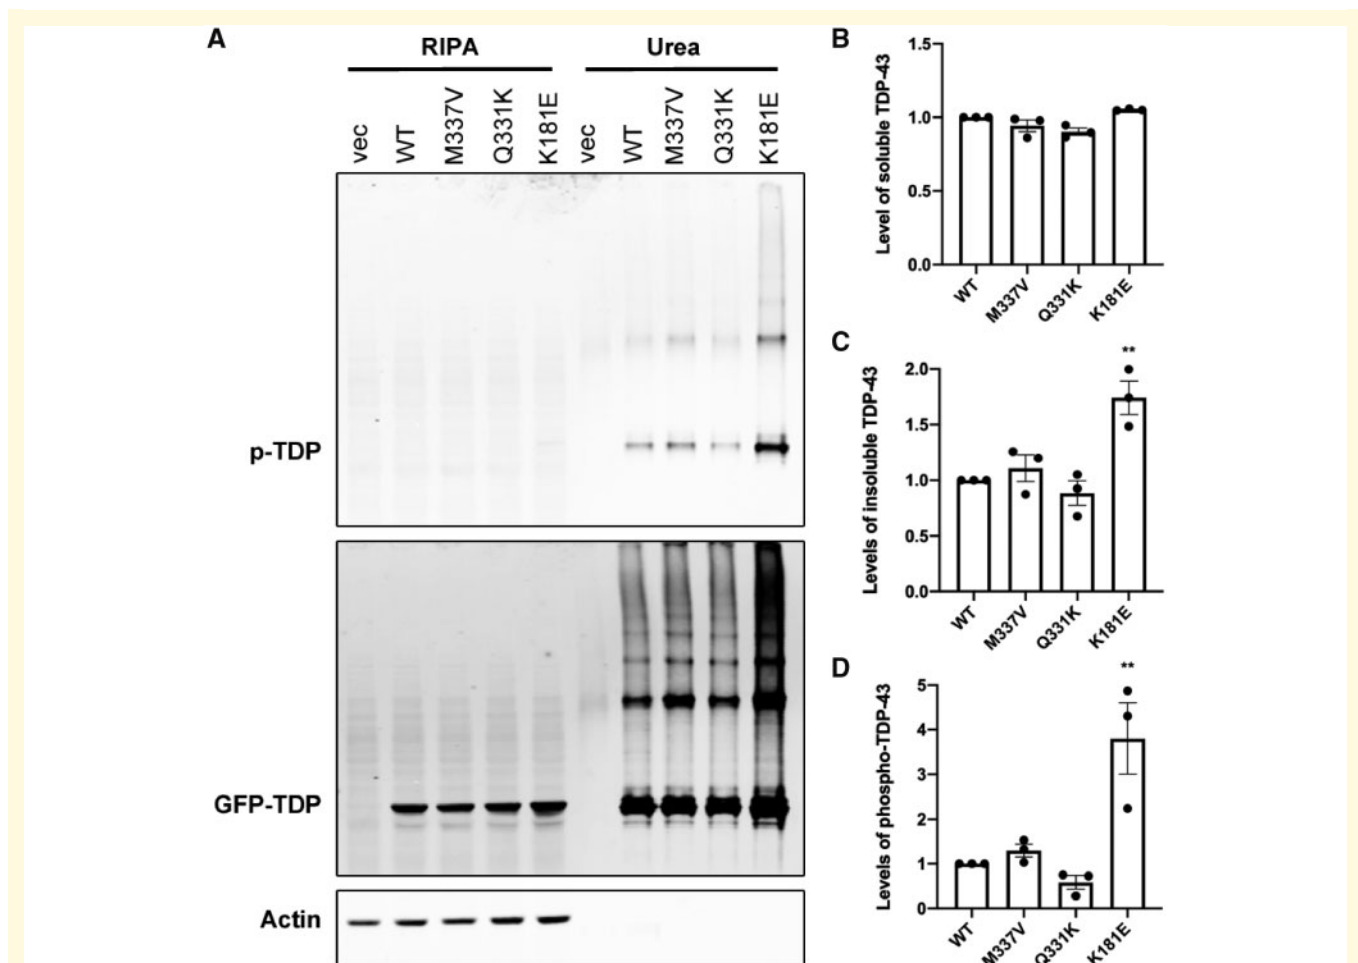 A
RIPA
Urea
vec
WT
M337V
Q331K
K181E
vec
WT
M337V
Q331K
K181E
p-TDP
GFP-TDP
Actin
B
Level of soluble TDP-43
1.5
1.0
0.5
0.0
WT
M337V
Q331K
K181E
C
Levels of insoluble TDP-43
**
2.0
1.5
1.0
0.5
0.0
WT
M337V
Q331K
K181E
D
Levels of phospho-TDP-43
**
5
4
3
2
1
0
WT
M337V
Q331K
K181E